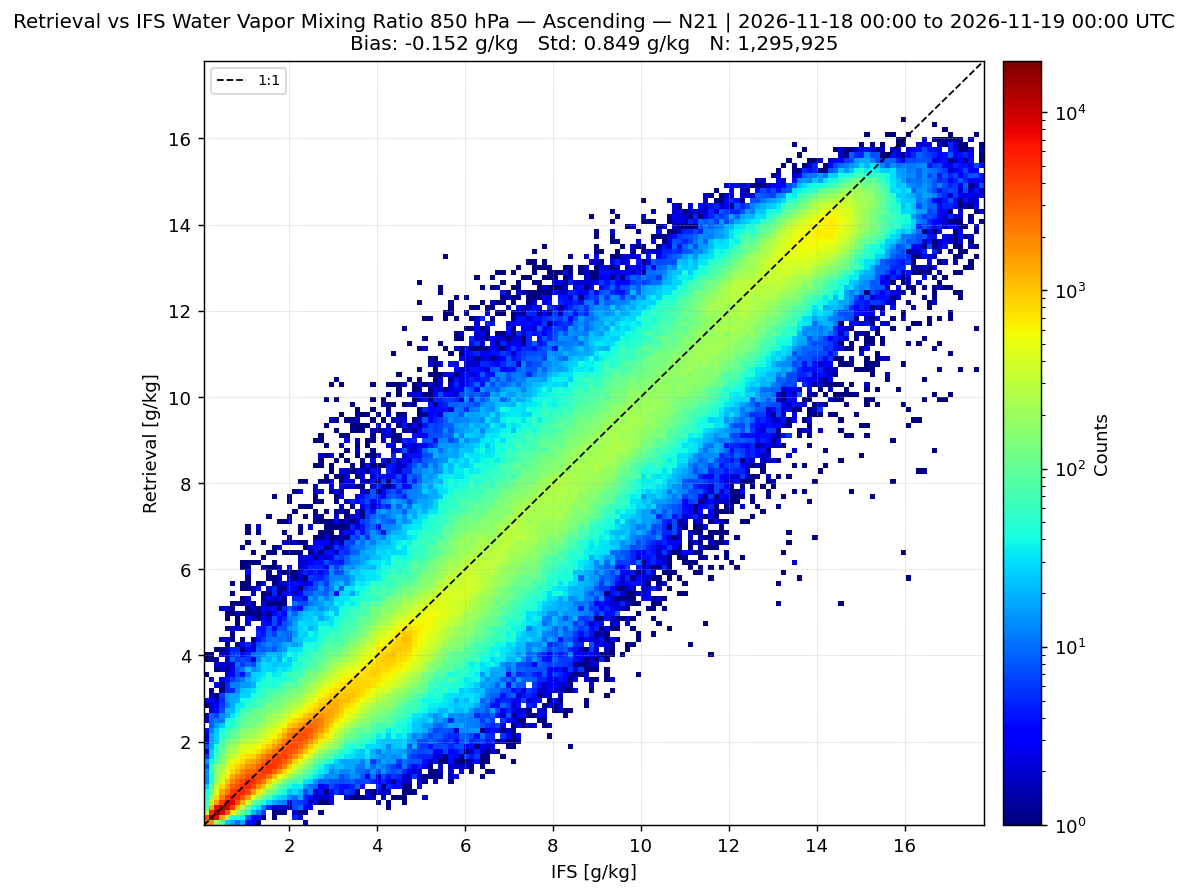 Retrieval vs IFS Water Vapor Mixing Ratio 850 hPa — Ascending — N21 | 2026-11-18 00:00 to 2026-11-19 00:00 UTC
Bias: -0.152 g/kg   Std: 0.849 g/kg   N: 1,295,925
1:1
16
14
12
10
8
6
4
2
Retrieval [g/kg]
2 4 6 8 10 12 14 16
IFS [g/kg]
10⁴
10³
10²
10¹
10⁰
Counts